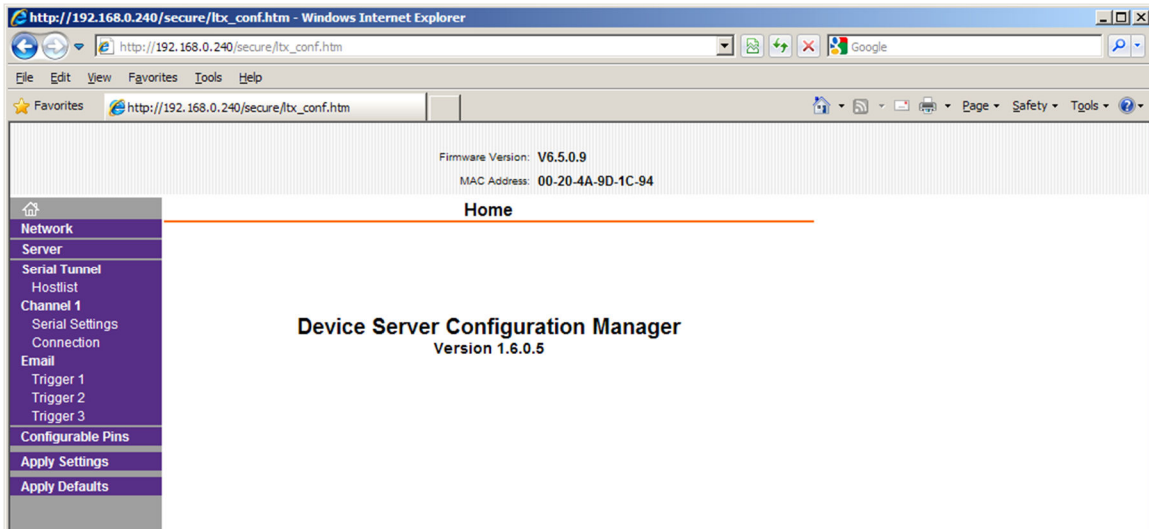 http://192.168.0.240/secure/ltx_conf.htm - Windows Internet Explorer
http://192.168.0.240/secure/ltx_conf.htm
Google
File Edit View Favorites Tools Help
Favorites http://192.168.0.240/secure/ltx_conf.htm Page Safety Tools
Firmware Version: V6.5.0.9
MAC Address: 00-20-4A-9D-1C-94
Home
Network
Server
Serial Tunnel
Hostlist
Channel 1
Serial Settings
Connection
Email
Trigger 1
Trigger 2
Trigger 3
Configurable Pins
Apply Settings
Apply Defaults
Device Server Configuration Manager
Version 1.6.0.5